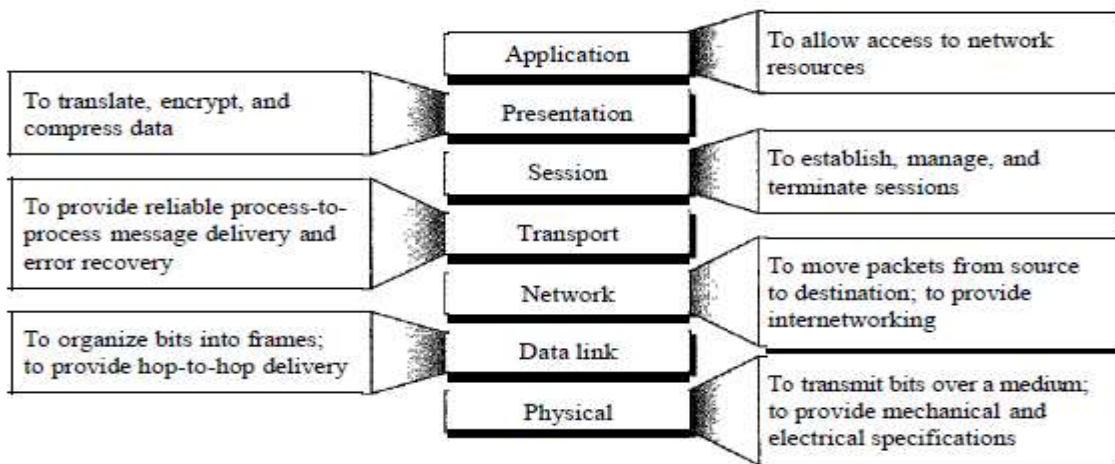 Application
To allow access to network
resources
To translate, encrypt, and
compress data
Presentation
Session
To establish, manage, and
terminate sessions
To provide reliable process-to-
process message delivery and
error recovery
Transport
Network
To move packets from source
to destination; to provide
internetworking
To organize bits into frames;
to provide hop-to-hop delivery
Data link
Physical
To transmit bits over a medium;
to provide mechanical and
electrical specifications